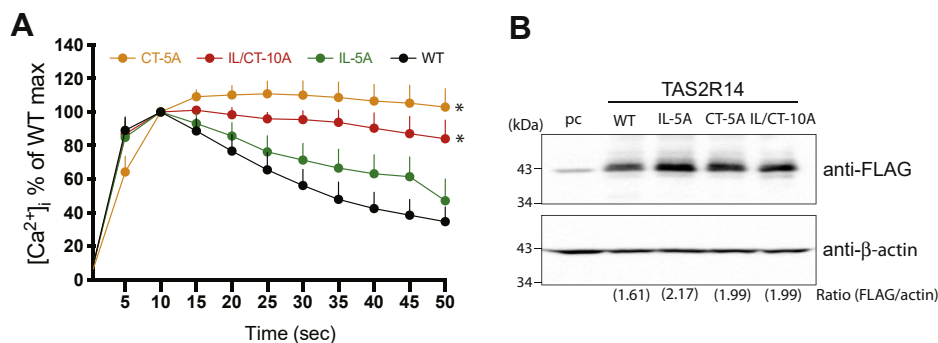 A
CT-5A IL/CT-10A IL-5A WT
[Ca²⁺]ᵢ % of WT max
140
120
100
80
60
40
20
0
*
*
5 10 15 20 25 30 35 40 45 50
Time (sec)
B
TAS2R14
(kDa) pc WT IL-5A CT-5A IL/CT-10A
43
34
anti-FLAG
43
34
anti-β-actin
(1.61) (2.17) (1.99) (1.99) Ratio (FLAG/actin)